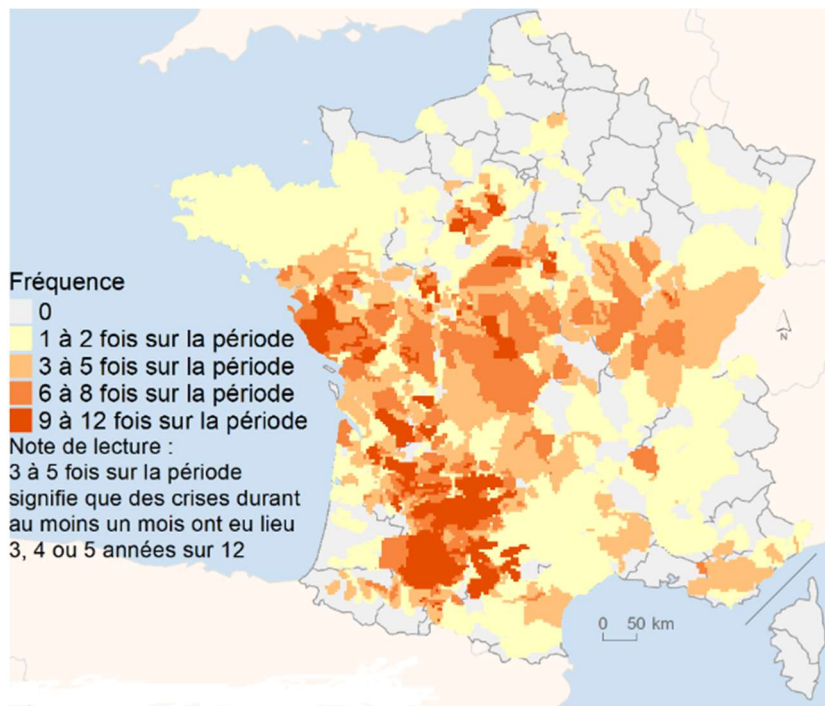 Fréquence
0
1 à 2 fois sur la période
3 à 5 fois sur la période
6 à 8 fois sur la période
9 à 12 fois sur la période
Note de lecture :
3 à 5 fois sur la période
signifie que des crises durant
au moins un mois ont eu lieu
3, 4 ou 5 années sur 12
N
0 50 km